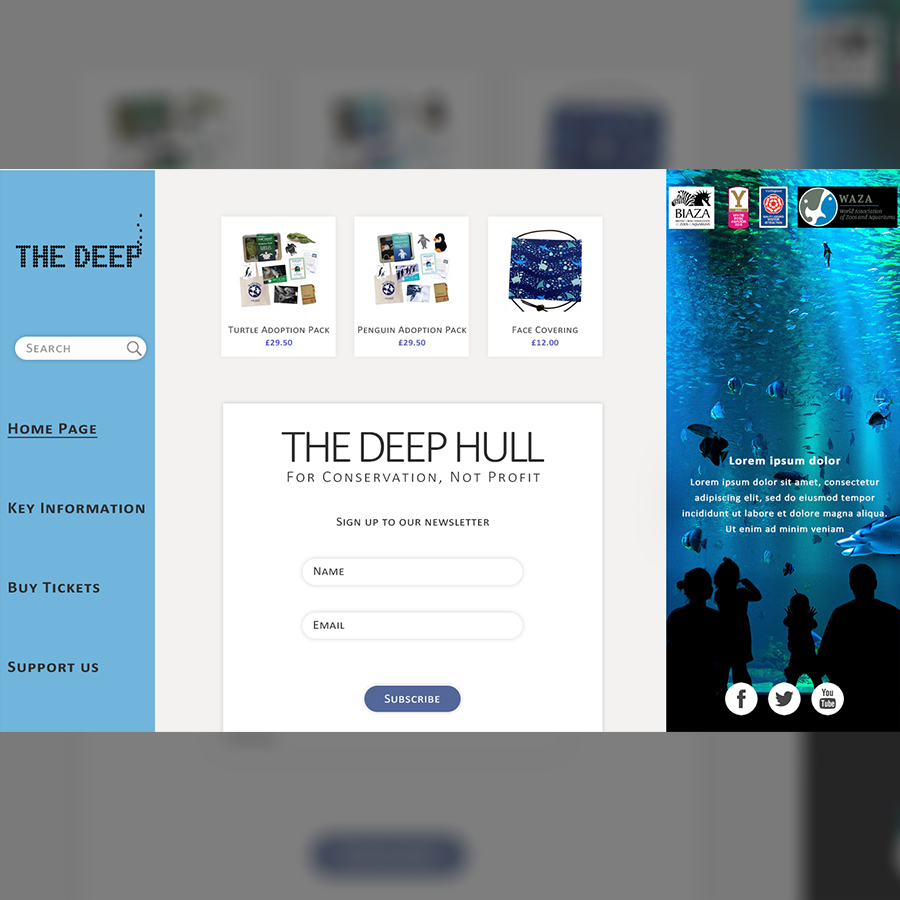 THE DEEP
Search
Home Page
Key Information
Buy Tickets
Support us
Turtle Adoption Pack
£29.50
Penguin Adoption Pack
£29.50
Face Covering
£12.00
THE DEEP HULL
For Conservation, Not Profit
Sign up to our newsletter
Name
Email
Subscribe
BIAZA
WAZA
World Association
of Zoos and Aquariums
Lorem ipsum dolor
Lorem ipsum dolor sit amet, consectetur
adipiscing elit, sed do eiusmod tempor
incididunt ut labore et dolore magna aliqua.
Ut enim ad minim veniam
f
You
Tube